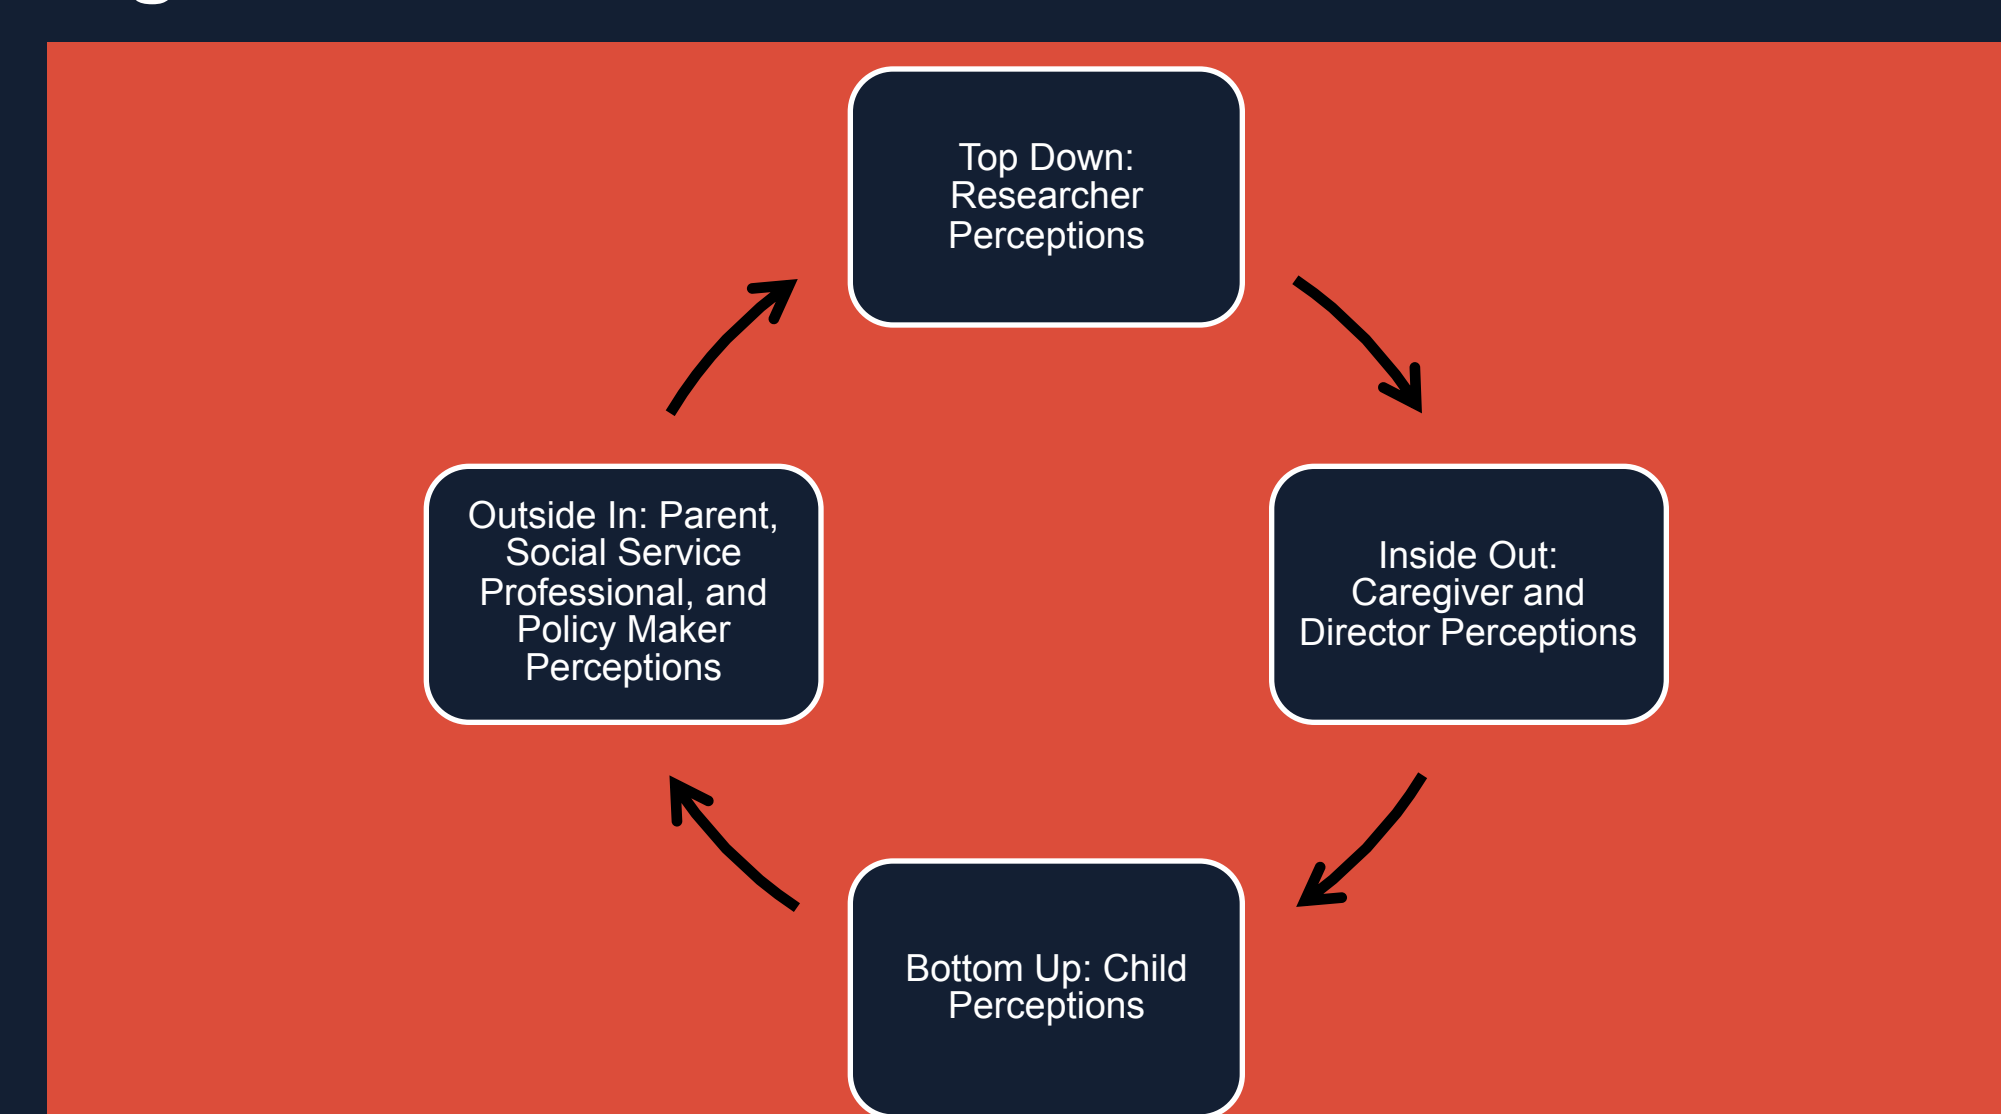 Top Down:
Researcher
Perceptions
Outside In: Parent,
Social Service
Professional, and
Policy Maker
Perceptions
Inside Out:
Caregiver and
Director Perceptions
Bottom Up: Child
Perceptions